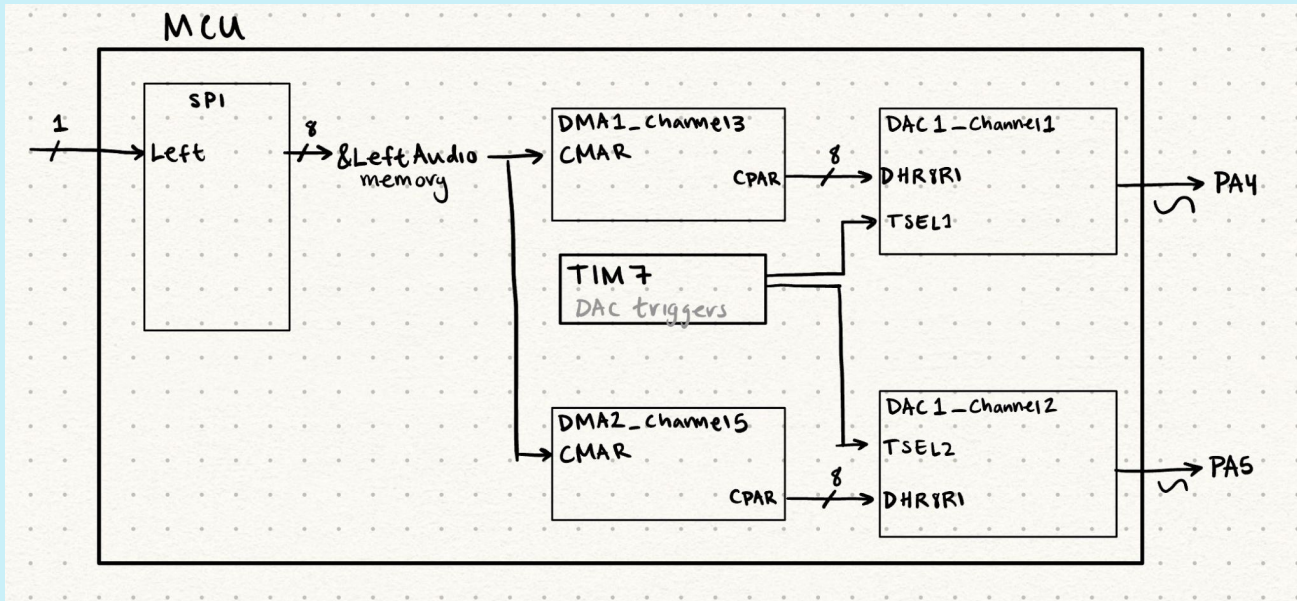 MCU
SPI
1
Left
8
&LeftAudio
memory
DMA1_Channel3
CMAR
CPAR
8
DAC1_Channel1
DHR8R1
TSEL1
PA4
TIM7
DAC triggers
DMA2_Channel5
CMAR
CPAR
8
DAC1_Channel2
TSEL2
DHR8R1
PA5